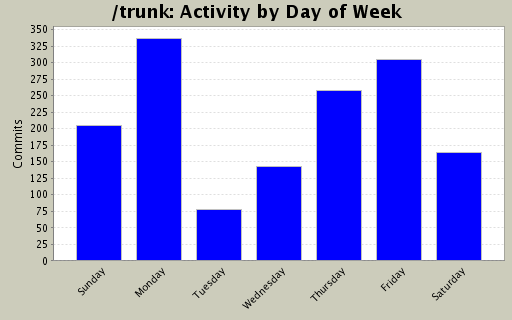 /trunk: Activity by Day of Week
Commits
350
325
300
275
250
225
200
175
150
125
100
75
50
25
0
Sunday
Monday
Tuesday
Wednesday
Thursday
Friday
Saturday